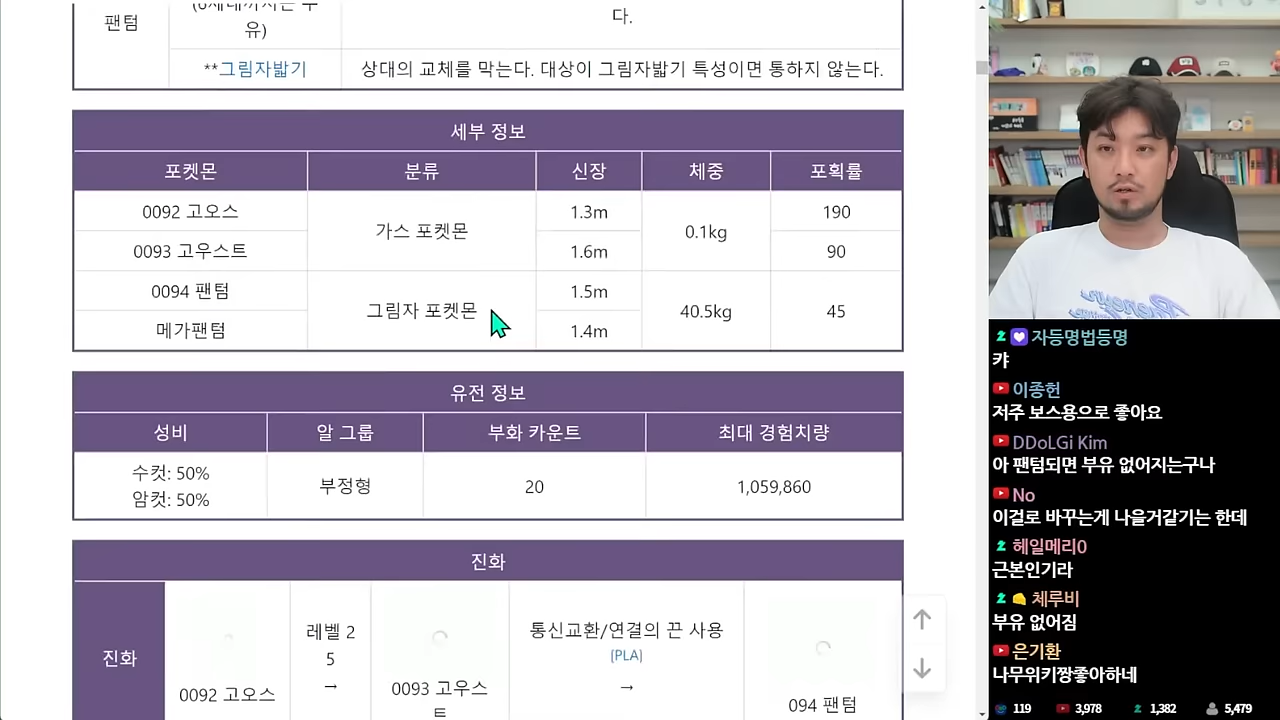 (6세대까지는 부
유)
다.
팬텀
**그림자밟기
상대의 교체를 막는다. 대상이 그림자밟기 특성이면 통하지 않는다.
세부 정보
포켓몬 분류 신장 체중 포획률
0092 고오스 가스 포켓몬 1.3m 0.1kg 190
0093 고우스트 1.6m 90
0094 팬텀 그림자 포켓몬 1.5m 40.5kg 45
메가팬텀 1.4m
유전 정보
성비 알 그룹 부화 카운트 최대 경험치량
수컷: 50%
암컷: 50%
부정형 20 1,059,860
진화
진화
0092 고오스
레벨 2
5
→
0093 고우스
트
통신교환/연결의 끈 사용
(PLA)
→
094 팬텀
자등명법등명
캬
이종헌
저주 보스용으로 좋아요
DDoLGi Kim
아 팬텀되면 부유 없어지는구나
No
이걸로 바꾸는게 나을거같기는 한데
헤일메리0
근본인기라
체루비
부유 없어짐
은기환
나무위키짱좋아하네
119 3,978 1,382 5,479